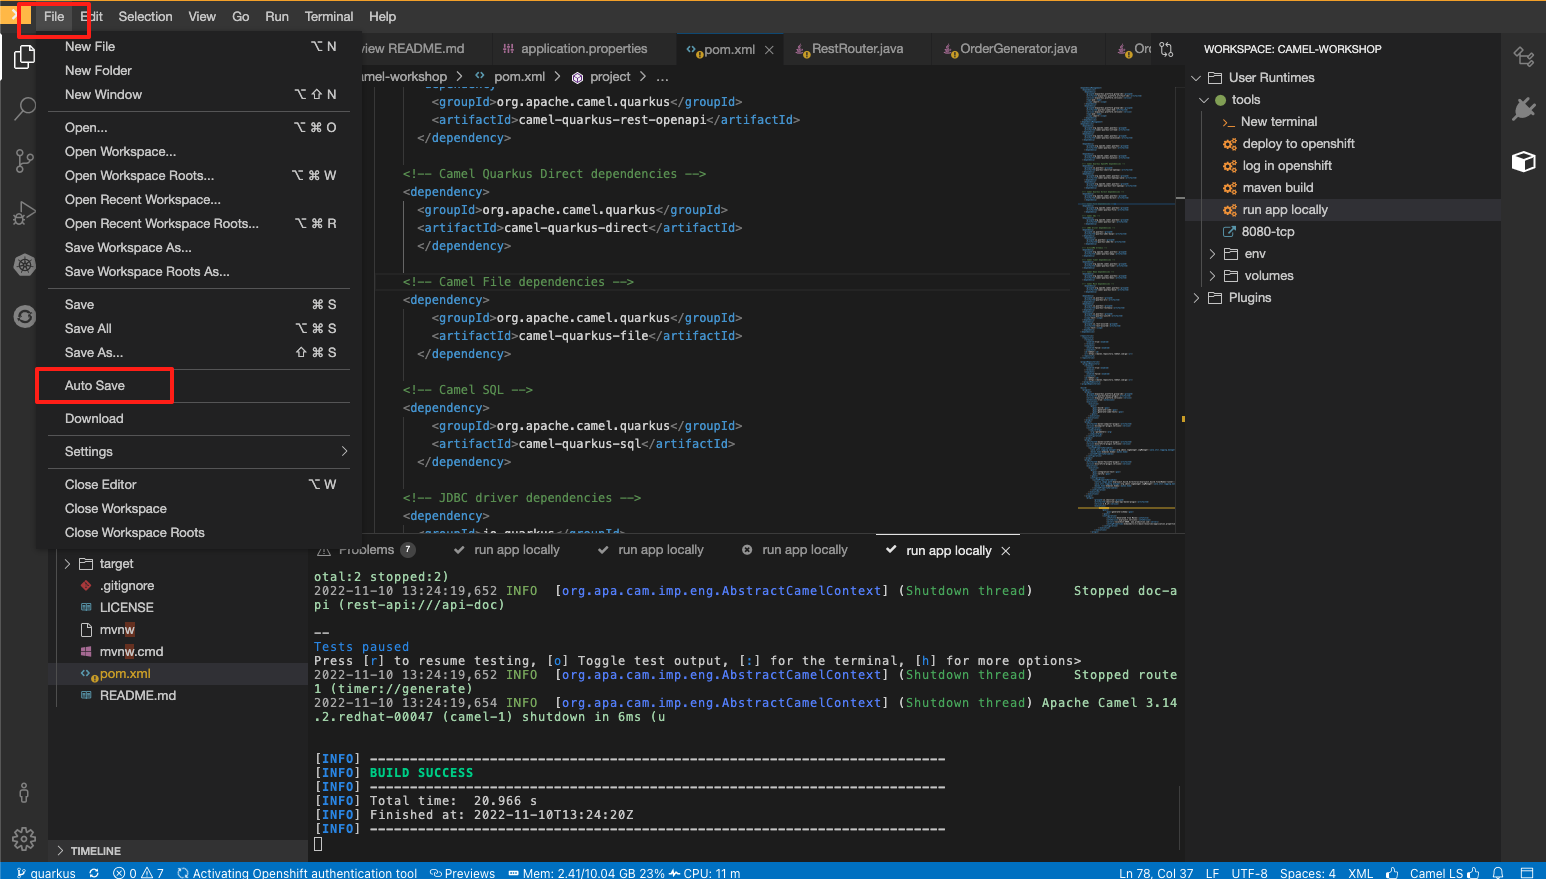 File Edit Selection View Go Run Terminal Help
New File ⌥ N
New Folder
New Window ⌥ ⇧ N
Open... ⌥ ⌘ O
Open Workspace...
Open Workspace Roots... ⌥ ⌘ W
Open Recent Workspace...
Open Recent Workspace Roots... ⌥ ⌘ R
Save Workspace As...
Save Workspace Roots As...
Save ⌘ S
Save All ⌥ ⌘ S
Save As... ⇧ ⌘ S
Auto Save
Download
Settings
Close Editor ⌥ W
Close Workspace
Close Workspace Roots
target
.gitignore
LICENSE
mvnw
mvnw.cmd
pom.xml
README.md
TIMELINE
view README.md application.properties pom.xml RestRouter.java OrderGenerator.java Or
amel-workshop > pom.xml > project > ...
<groupId>org.apache.camel.quarkus</groupId>
<artifactId>camel-quarkus-rest-openapi</artifactId>
</dependency>
<!-- Camel Quarkus Direct dependencies -->
<dependency>
<groupId>org.apache.camel.quarkus</groupId>
<artifactId>camel-quarkus-direct</artifactId>
</dependency>
<!-- Camel File dependencies -->
<dependency>
<groupId>org.apache.camel.quarkus</groupId>
<artifactId>camel-quarkus-file</artifactId>
</dependency>
<!-- Camel SQL -->
<dependency>
<groupId>org.apache.camel.quarkus</groupId>
<artifactId>camel-quarkus-sql</artifactId>
</dependency>
<!-- JDBC driver dependencies -->
<dependency>
<groupId>io.quarkus</groupId>
Problems 7 run app locally run app locally run app locally run app locally
otal:2 stopped:2)
2022-11-10 13:24:19,652 INFO [org.apa.cam.imp.eng.AbstractCamelContext] (Shutdown thread) Stopped doc-a
pi (rest-api:///api-doc)
--
Tests paused
Press [r] to resume testing, [o] Toggle test output, [:] for the terminal, [h] for more options>
2022-11-10 13:24:19,652 INFO [org.apa.cam.imp.eng.AbstractCamelContext] (Shutdown thread) Stopped route
1 (timer://generate)
2022-11-10 13:24:19,654 INFO [org.apa.cam.imp.eng.AbstractCamelContext] (Shutdown thread) Apache Camel 3.14
.2.redhat-00047 (camel-1) shutdown in 6ms (u
[INFO] ------------------------------------------------------------------------
[INFO] BUILD SUCCESS
[INFO] ------------------------------------------------------------------------
[INFO] Total time: 20.966 s
[INFO] Finished at: 2022-11-10T13:24:20Z
[INFO] ------------------------------------------------------------------------
WORKSPACE: CAMEL-WORKSHOP
User Runtimes
tools
New terminal
deploy to openshift
log in openshift
maven build
run app locally
8080-tcp
env
volumes
Plugins
quarkus 0 7 Activating Openshift authentication tool Previews Mem: 2.41/10.04 GB 23% CPU: 11 m Ln 78, Col 37 LF UTF-8 Spaces: 4 XML Camel LS